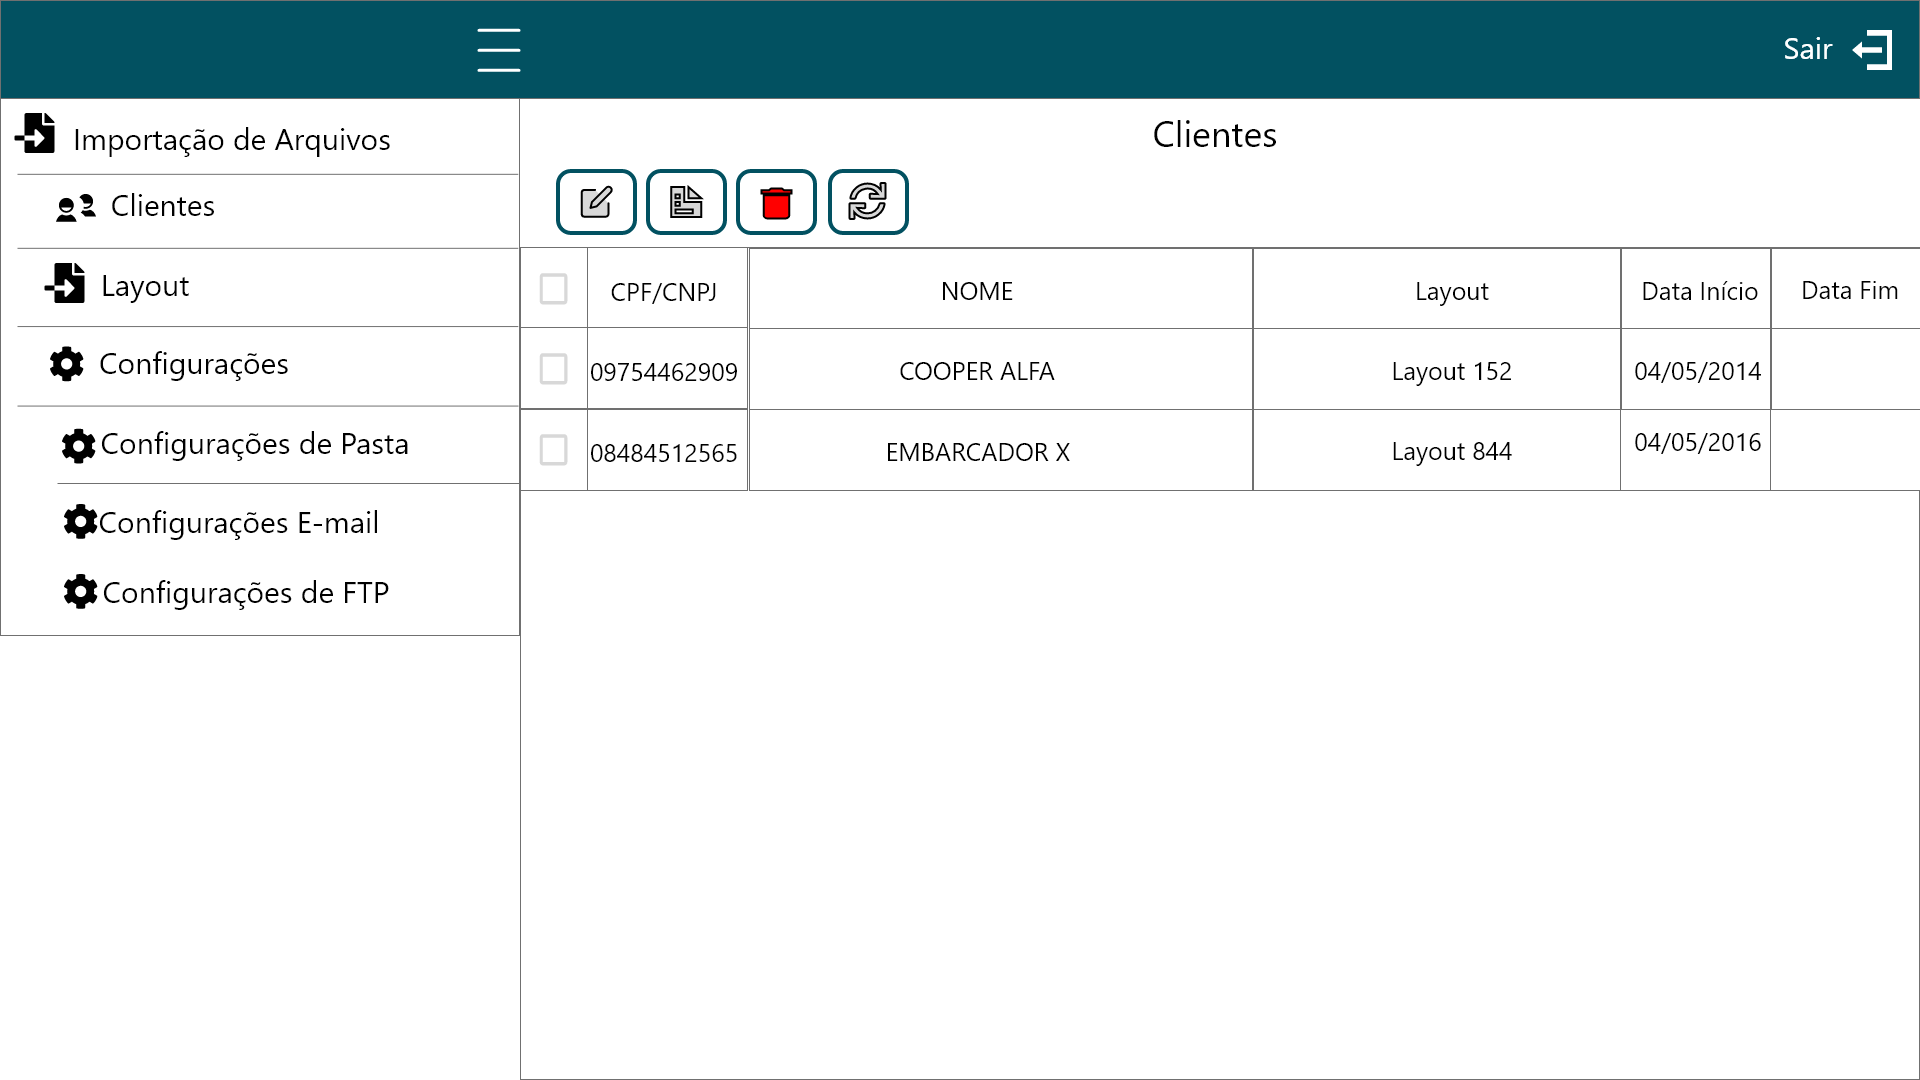 Sair
Importação de Arquivos
Clientes
Layout
Configurações
Configurações de Pasta
Configurações E-mail
Configurações de FTP
Clientes
CPF/CNPJ NOME Layout Data Início Data Fim
09754462909 COOPER ALFA Layout 152 04/05/2014
08484512565 EMBARCADOR X Layout 844 04/05/2016